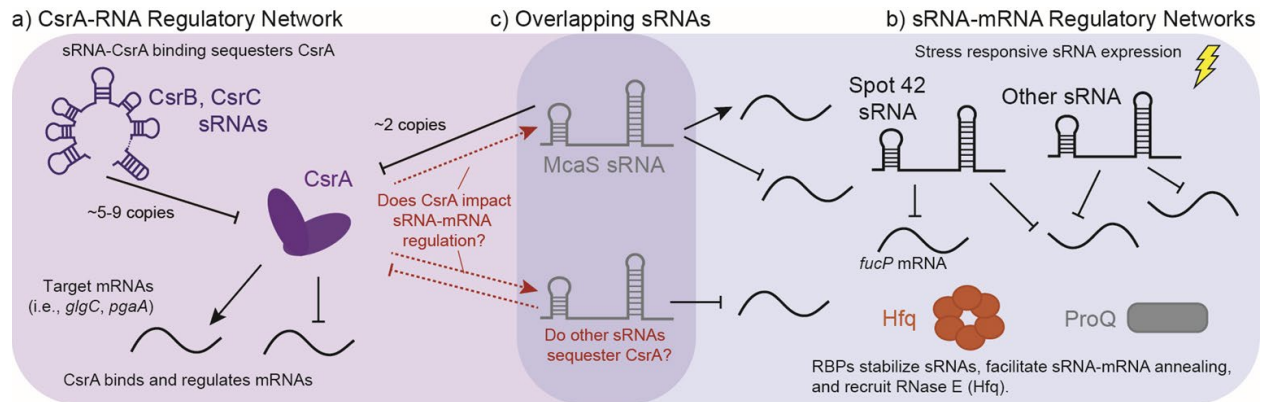 a) CsrA-RNA Regulatory Network
sRNA-CsrA binding sequesters CsrA
CsrB, CsrC
sRNAs
~5-9 copies
CsrA
Target mRNAs
(i.e., glgC, pgaA)
CsrA binds and regulates mRNAs
c) Overlapping sRNAs
~2 copies
McaS sRNA
Does CsrA impact
sRNA-mRNA
regulation?
Do other sRNAs
sequester CsrA?
b) sRNA-mRNA Regulatory Networks
Stress responsive sRNA expression
Spot 42
sRNA
Other sRNA
fucP mRNA
Hfq
ProQ
RBPs stabilize sRNAs, facilitate sRNA-mRNA annealing,
and recruit RNase E (Hfq).